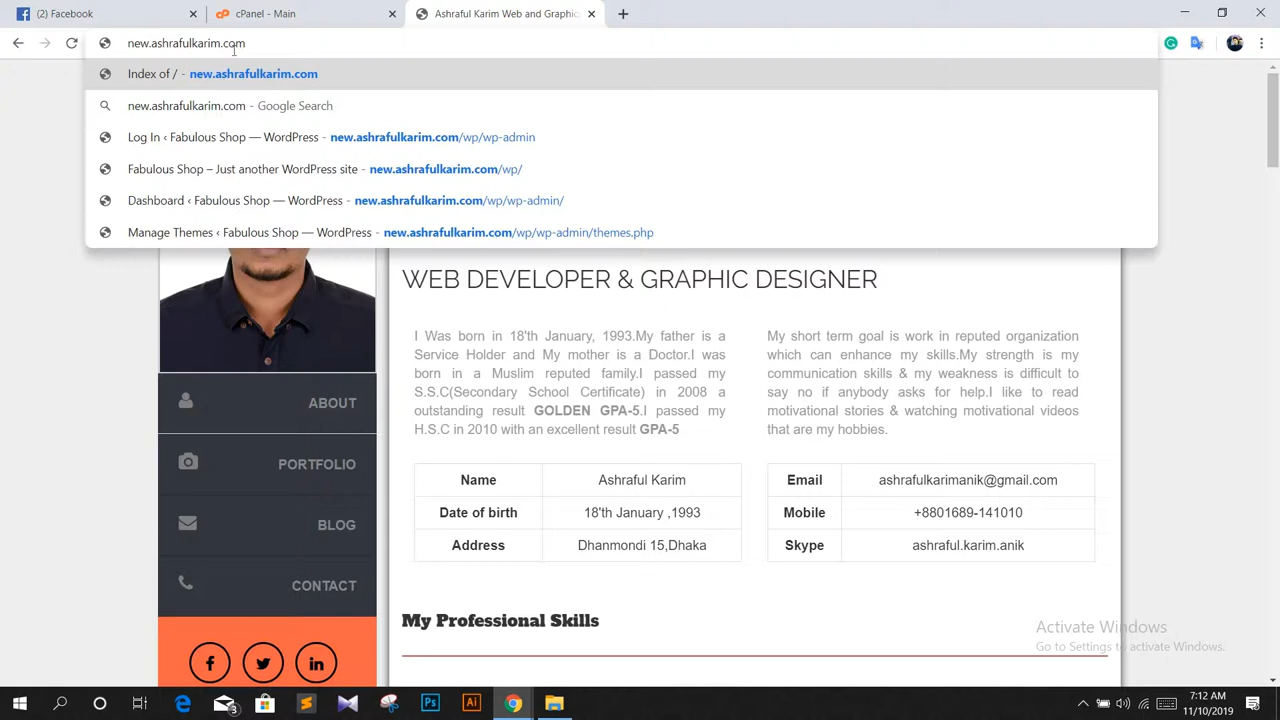 Facebook
cPanel - Main
Ashraful Karim Web and Graphic
new.ashrafulkarim.com
Index of / - new.ashrafulkarim.com
new.ashrafulkarim.com - Google Search
Log In ‹ Fabulous Shop — WordPress - new.ashrafulkarim.com/wp/wp-admin
Fabulous Shop – Just another WordPress site - new.ashrafulkarim.com/wp/
Dashboard ‹ Fabulous Shop — WordPress - new.ashrafulkarim.com/wp/wp-admin/
Manage Themes ‹ Fabulous Shop — WordPress - new.ashrafulkarim.com/wp/wp-admin/themes.php
ABOUT
PORTFOLIO
BLOG
CONTACT
WEB DEVELOPER & GRAPHIC DESIGNER
I Was born in 18'th January, 1993.My father is a
Service Holder and My mother is a Doctor.I was
born in a Muslim reputed family.I passed my
S.S.C(Secondary School Certificate) in 2008 a
outstanding result GOLDEN GPA-5.I passed my
H.S.C in 2010 with an excellent result GPA-5
My short term goal is work in reputed organization
which can enhance my skills.My strength is my
communication skills & my weakness is difficult to
say no if anybody asks for help.I like to read
motivational stories & watching motivational videos
that are my hobbies.
Name Ashraful Karim
Date of birth 18'th January ,1993
Address Dhanmondi 15,Dhaka
Email ashrafulkarimanik@gmail.com
Mobile +8801689-141010
Skype ashraful.karim.anik
My Professional Skills
Activate Windows
Go to Settings to activate Windows.
3
Ps
Ai
7:12 AM
11/10/2019